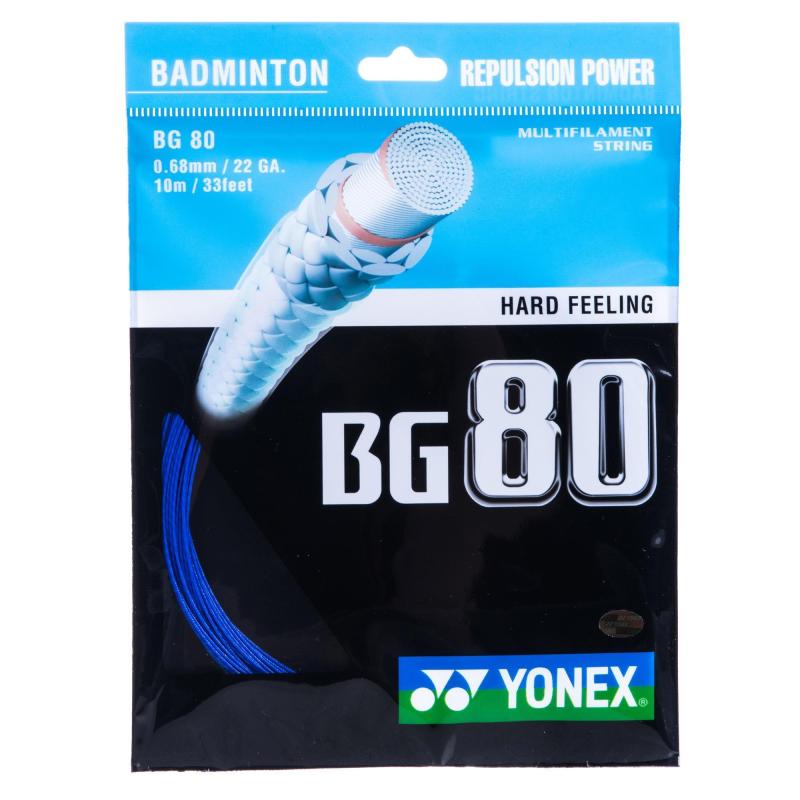 BADMINTON
REPULSION POWER
BG 80
0.68mm / 22 GA.
10m / 33feet
MULTIFILAMENT
STRING
HARD FEELING
BG80
YONEX®